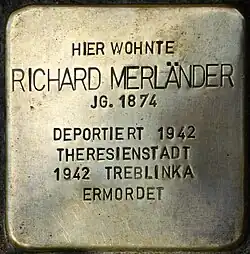 HIER WOHNTE
RICHARD MERLÄNDER
JG. 1874
DEPORTIERT 1942
THERESIENSTADT
1942 TREBLINKA
ERMORDET